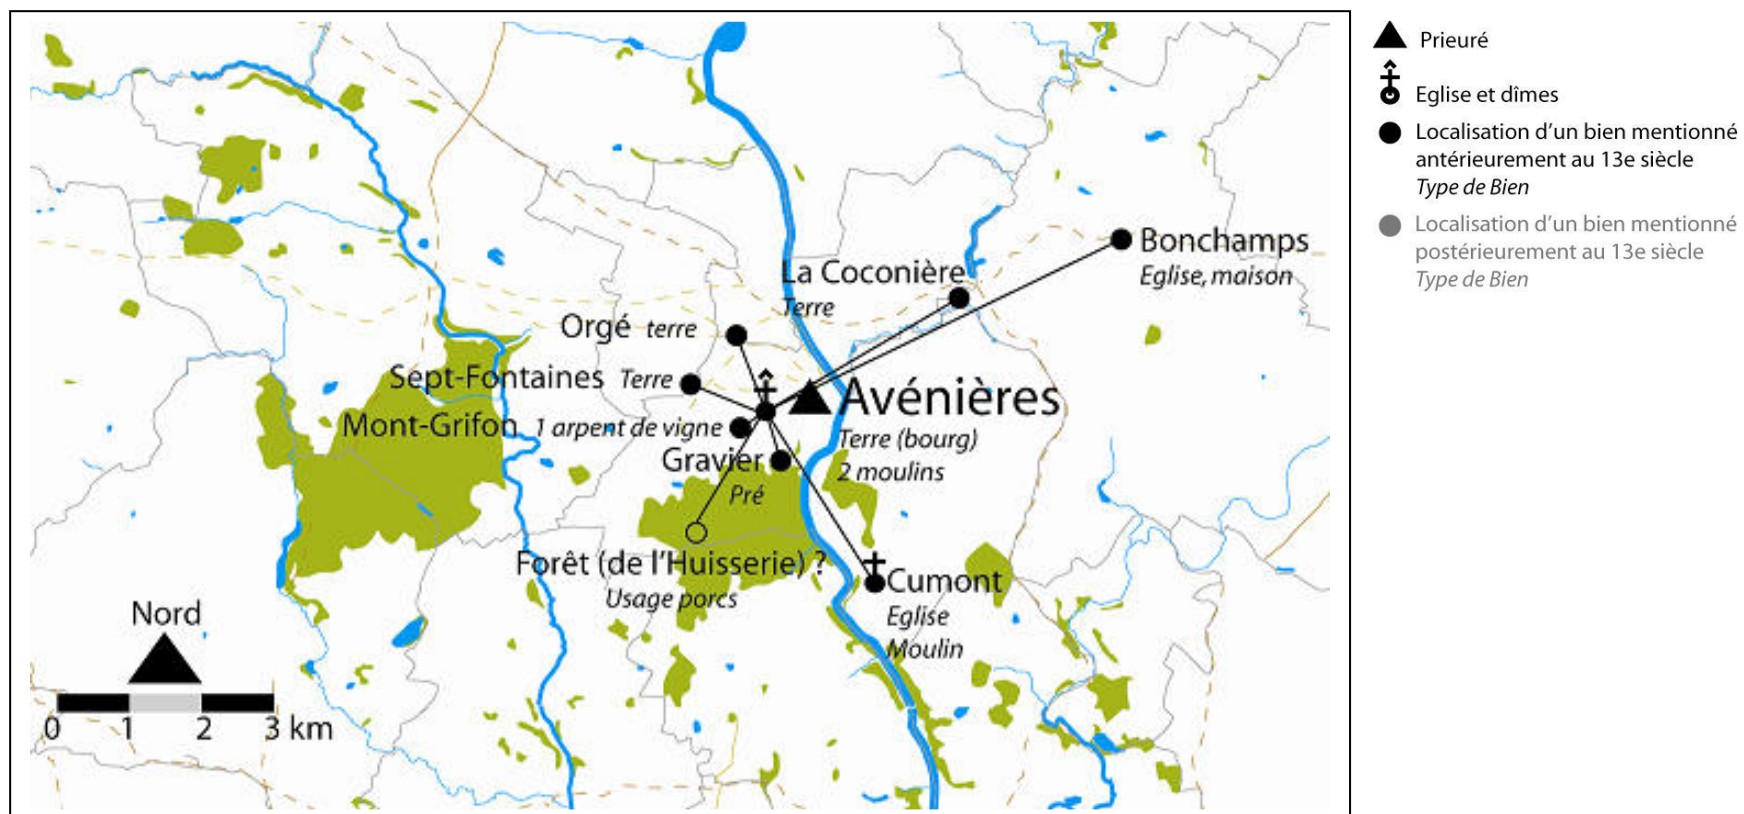 Prieuré
Eglise et dîmes
Localisation d'un bien mentionné
antérieurement au 13e siècle
Type de Bien
Localisation d'un bien mentionné
postérieurement au 13e siècle
Type de Bien
Bonchamps
Eglise, maison
La Coconière
Terre
Orgé terre
Sept-Fontaines Terre
Avénières
Terre (bourg)
2 moulins
Mont-Grifon 1 arpent de vigne
Gravier
Pré
Forêt (de l'Huisserie) ?
Usage porcs
Cumont
Eglise
Moulin
Nord
0 1 2 3 km